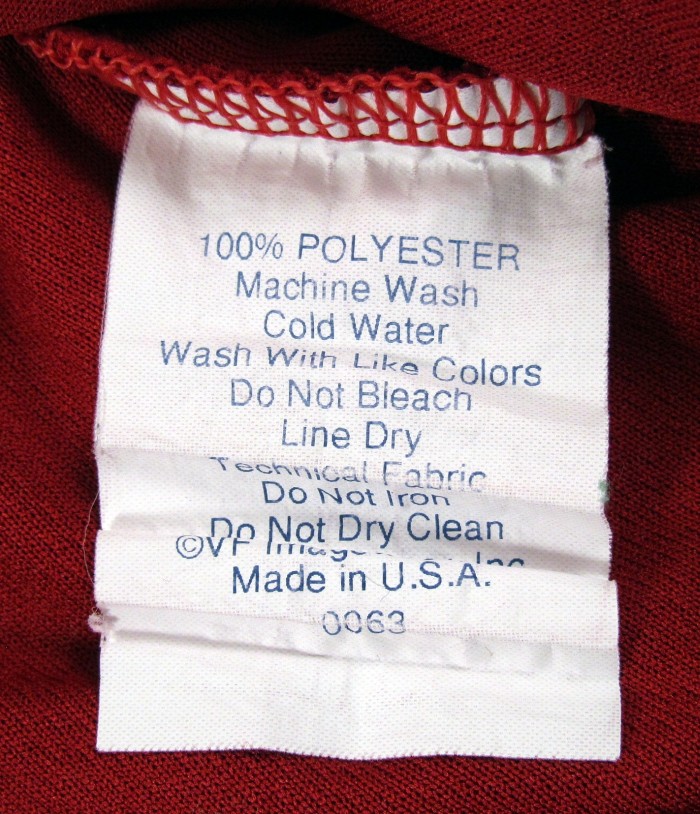 100% POLYESTER
Machine Wash
Cold Water
Wash With Like Colors
Do Not Bleach
Line Dry
Technical Fabric
Do Not Iron
Do Not Dry Clean
©VF Inc
Made in U.S.A.
0063